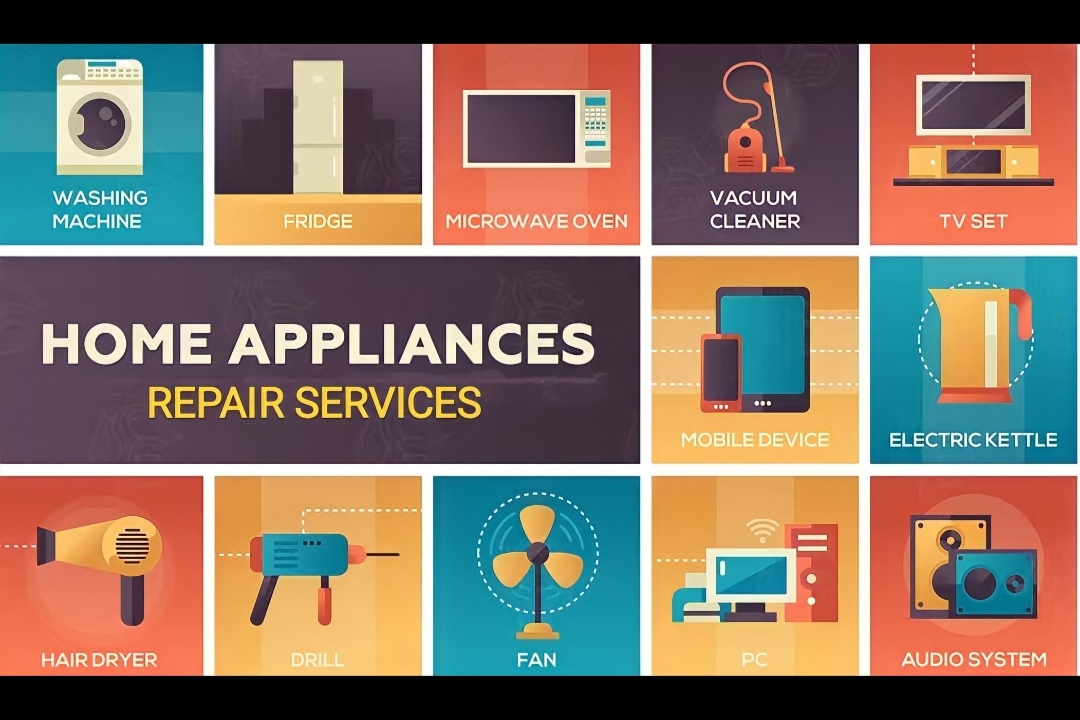 WASHING
MACHINE
FRIDGE
MICROWAVE OVEN
VACUUM
CLEANER
TV SET
HOME APPLIANCES
REPAIR SERVICES
MOBILE DEVICE
ELECTRIC KETTLE
HAIR DRYER
DRILL
FAN
PC
AUDIO SYSTEM